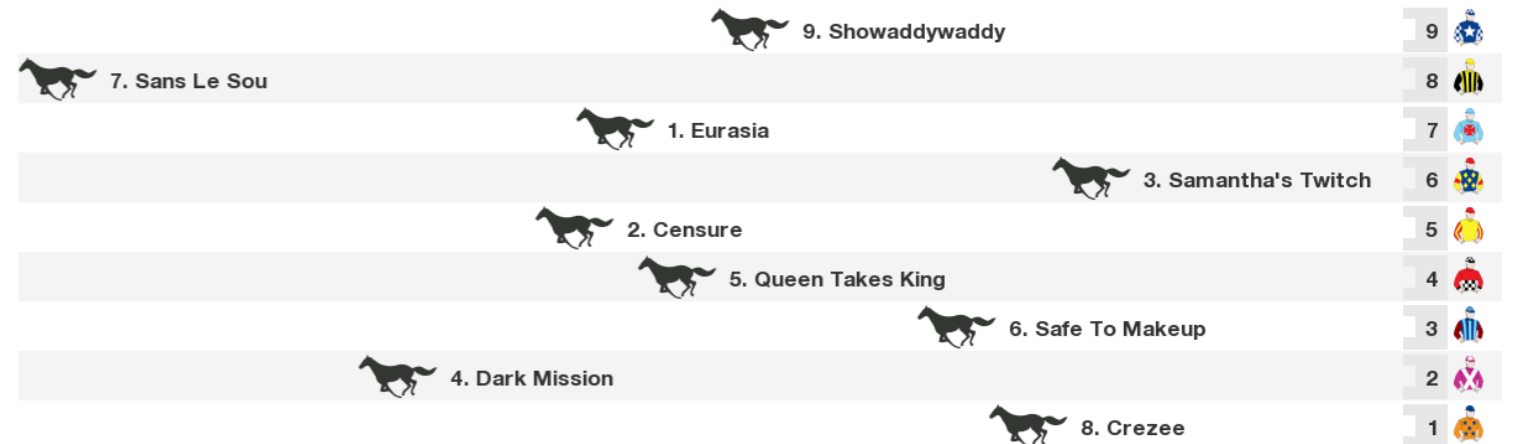 9. Showaddywaddy 9
7. Sans Le Sou 8
1. Eurasia 7
3. Samantha's Twitch 6
2. Censure 5
5. Queen Takes King 4
6. Safe To Makeup 3
4. Dark Mission 2
8. Crezee 1